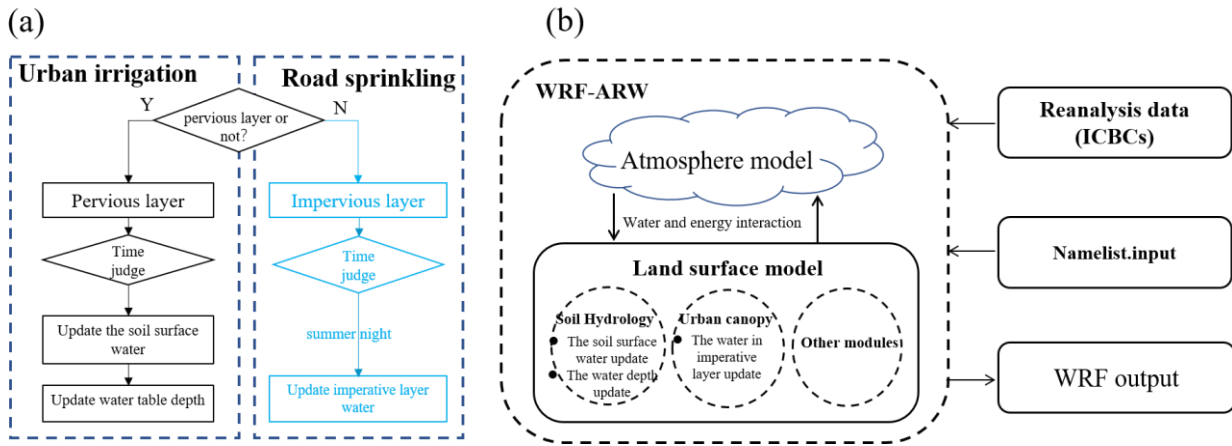 (a)
Urban irrigation
Road sprinkling
Y
N
pervious layer or
not?
Pervious layer
Impervious layer
Time
judge
Time
judge
summer night
Update the soil surface
water
Update water table depth
Update imperative layer
water
(b)
WRF-ARW
Atmosphere model
Water and energy interaction
Land surface model
Soil Hydrology
● The soil surface
water update
● The water depth
update
Urban canopy
● The water in
imperative
layer update
Other modules
Reanalysis data
(ICBCs)
Namelist.input
WRF output